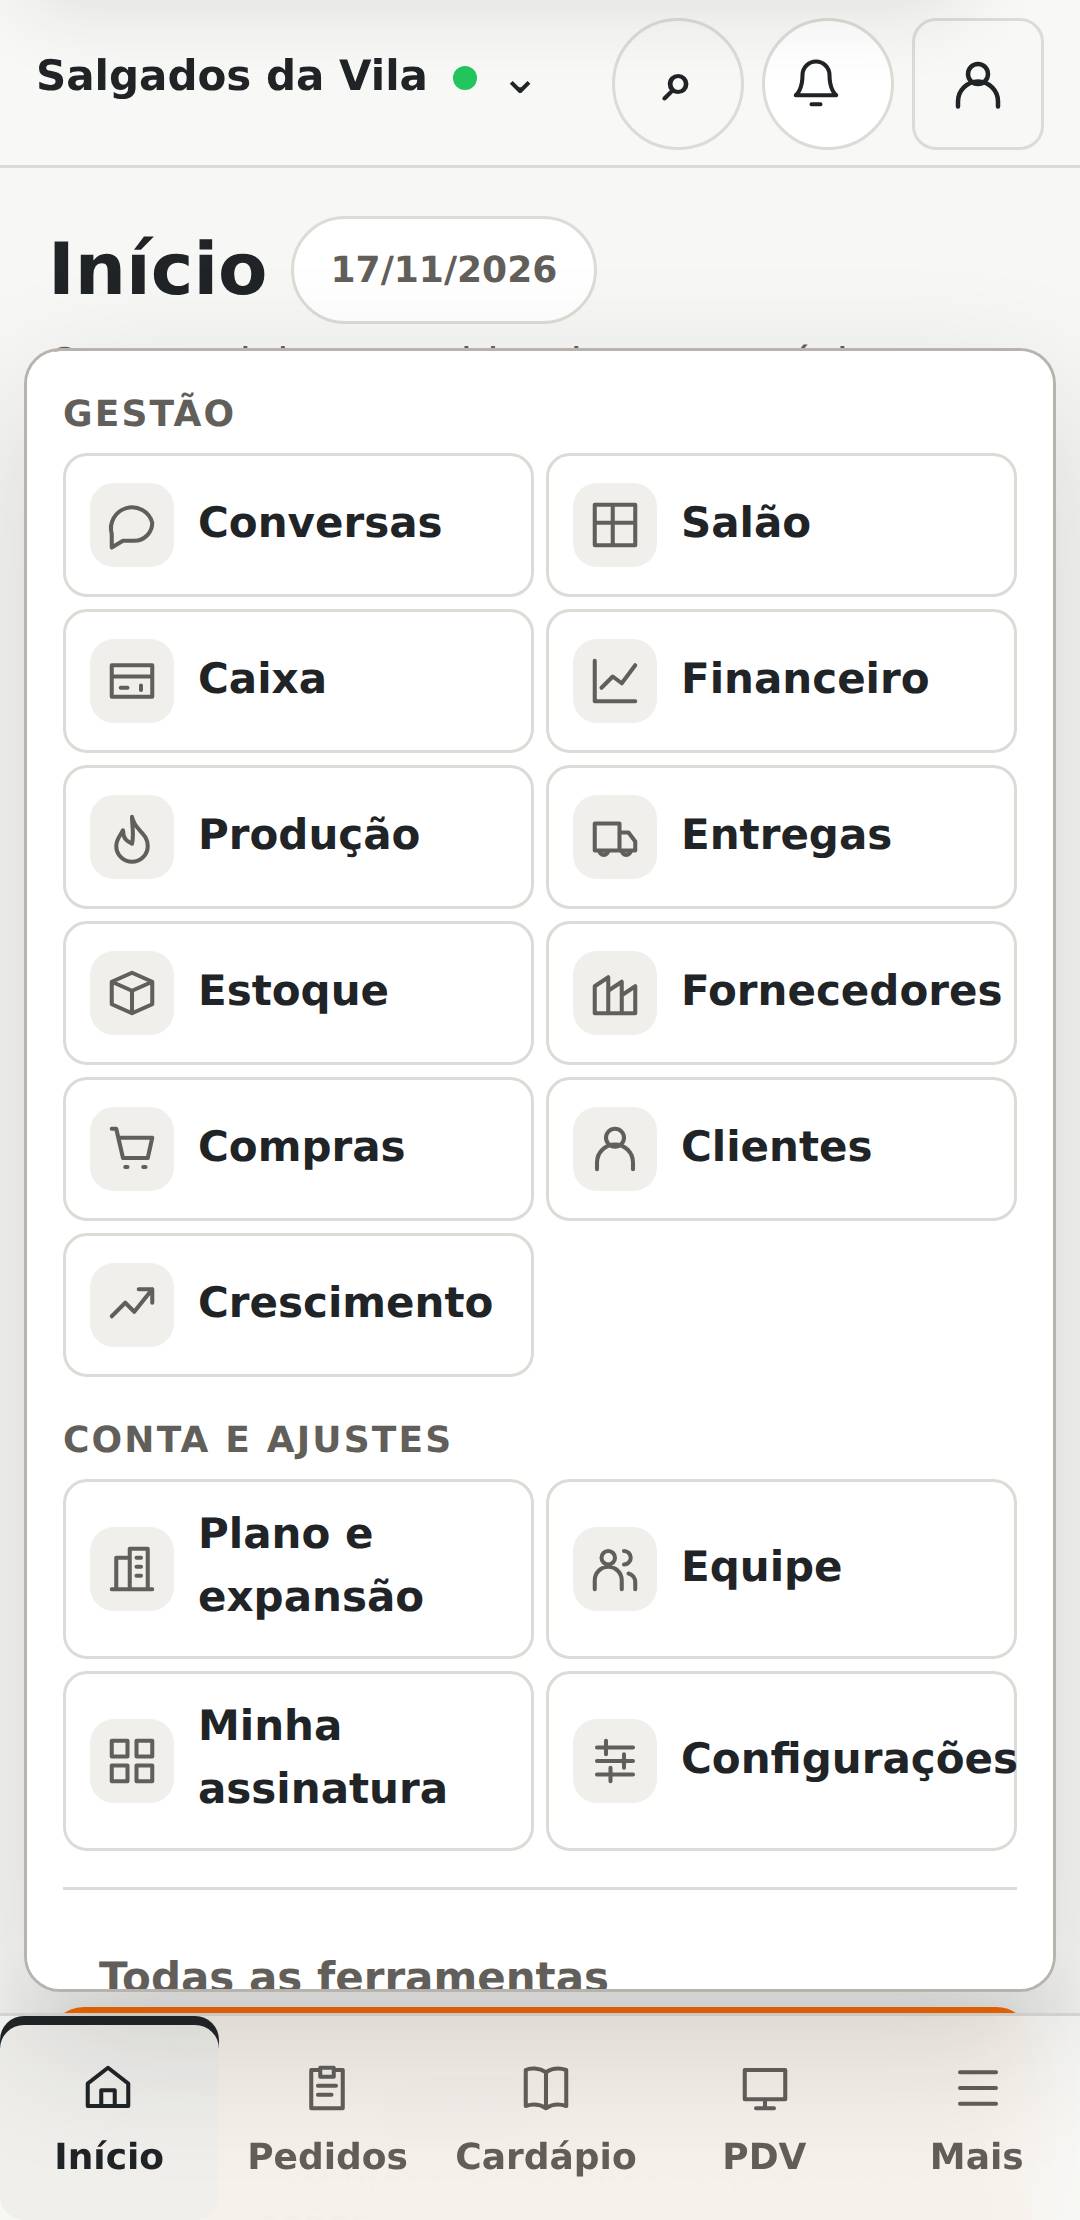 Salgados da Vila
Início
17/11/2026
GESTÃO
Conversas
Salão
Caixa
Financeiro
Produção
Entregas
Estoque
Fornecedores
Compras
Clientes
Crescimento
CONTA E AJUSTES
Plano e
expansão
Equipe
Minha
assinatura
Configurações
Todas as ferramentas
Início
Pedidos
Cardápio
PDV
Mais